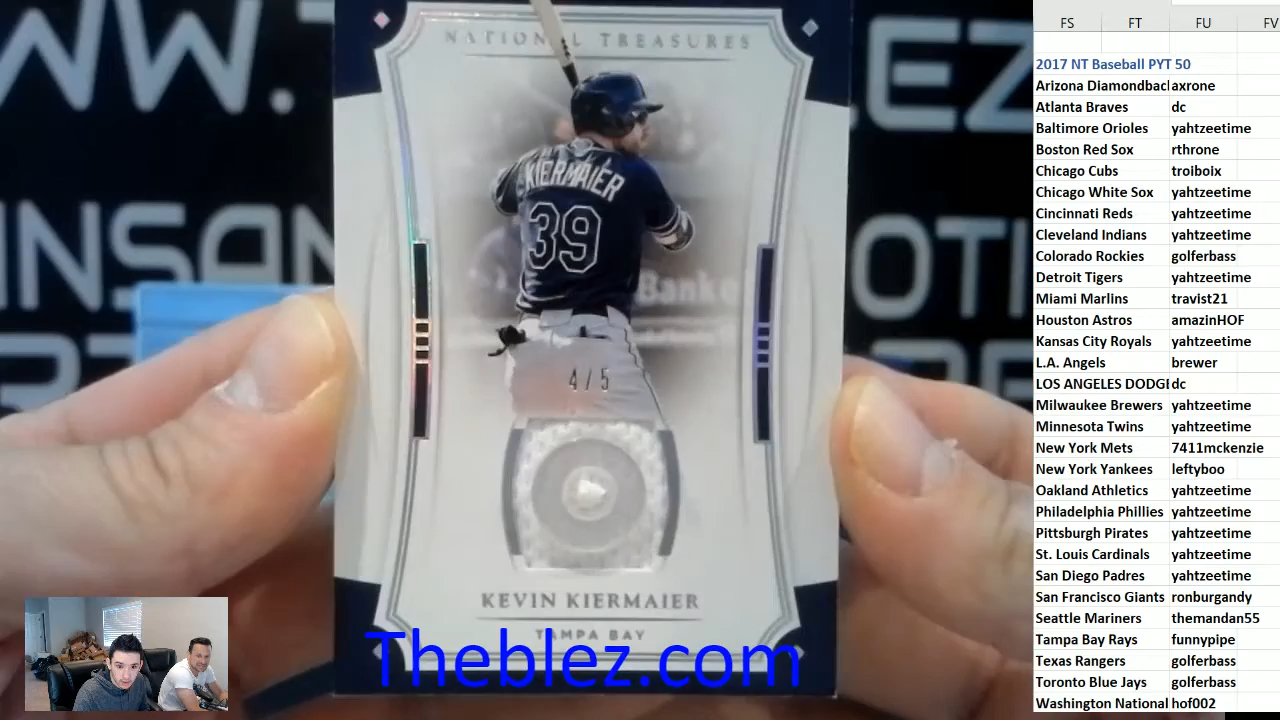 WWW.
LEZ
INSAN
OTI
NATIONAL TREASURES
KIERMAIER
39
Banke
4/5
KEVIN KIERMAIER
TAMPA BAY
Theblez.com
FS FT FU FV
2017 NT Baseball PYT 50
Arizona Diamondbac axrone
Atlanta Braves dc
Baltimore Orioles yahtzeetime
Boston Red Sox rthrone
Chicago Cubs troiboix
Chicago White Sox yahtzeetime
Cincinnati Reds yahtzeetime
Cleveland Indians yahtzeetime
Colorado Rockies golferbass
Detroit Tigers yahtzeetime
Miami Marlins travist21
Houston Astros amazinHOF
Kansas City Royals yahtzeetime
L.A. Angels brewer
LOS ANGELES DODGE dc
Milwaukee Brewers yahtzeetime
Minnesota Twins yahtzeetime
New York Mets 7411mckenzie
New York Yankees leftyboo
Oakland Athletics yahtzeetime
Philadelphia Phillies yahtzeetime
Pittsburgh Pirates yahtzeetime
St. Louis Cardinals yahtzeetime
San Diego Padres yahtzeetime
San Francisco Giants ronburgandy
Seattle Mariners themandan55
Tampa Bay Rays funnypipe
Texas Rangers golferbass
Toronto Blue Jays golferbass
Washington National hof002